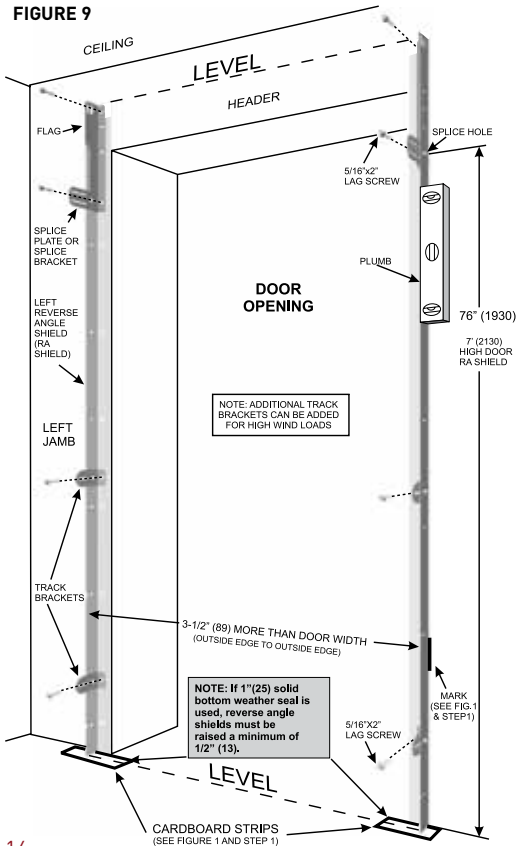 FIGURE 9
CEILING
LEVEL
HEADER
FLAG
SPLICE HOLE
5/16"x2"
LAG SCREW
SPLICE
PLATE OR
SPLICE
BRACKET
PLUMB
DOOR
OPENING
LEFT
REVERSE
ANGLE
SHIELD
(RA
SHIELD)
76" (1930)
7' (2130)
HIGH DOOR
RA SHIELD
NOTE: ADDITIONAL TRACK
BRACKETS CAN BE ADDED
FOR HIGH WIND LOADS
LEFT
JAMB
TRACK
BRACKETS
3-1/2" (89) MORE THAN DOOR WIDTH
(OUTSIDE EDGE TO OUTSIDE EDGE)
MARK
(SEE FIG.1
& STEP1)
NOTE: If 1"(25) solid
bottom weather seal is
used, reverse angle
shields must be
raised a minimum of
1/2" (13).
5/16"X2"
LAG SCREW
LEVEL
CARDBOARD STRIPS
(SEE FIGURE 1 AND STEP 1)